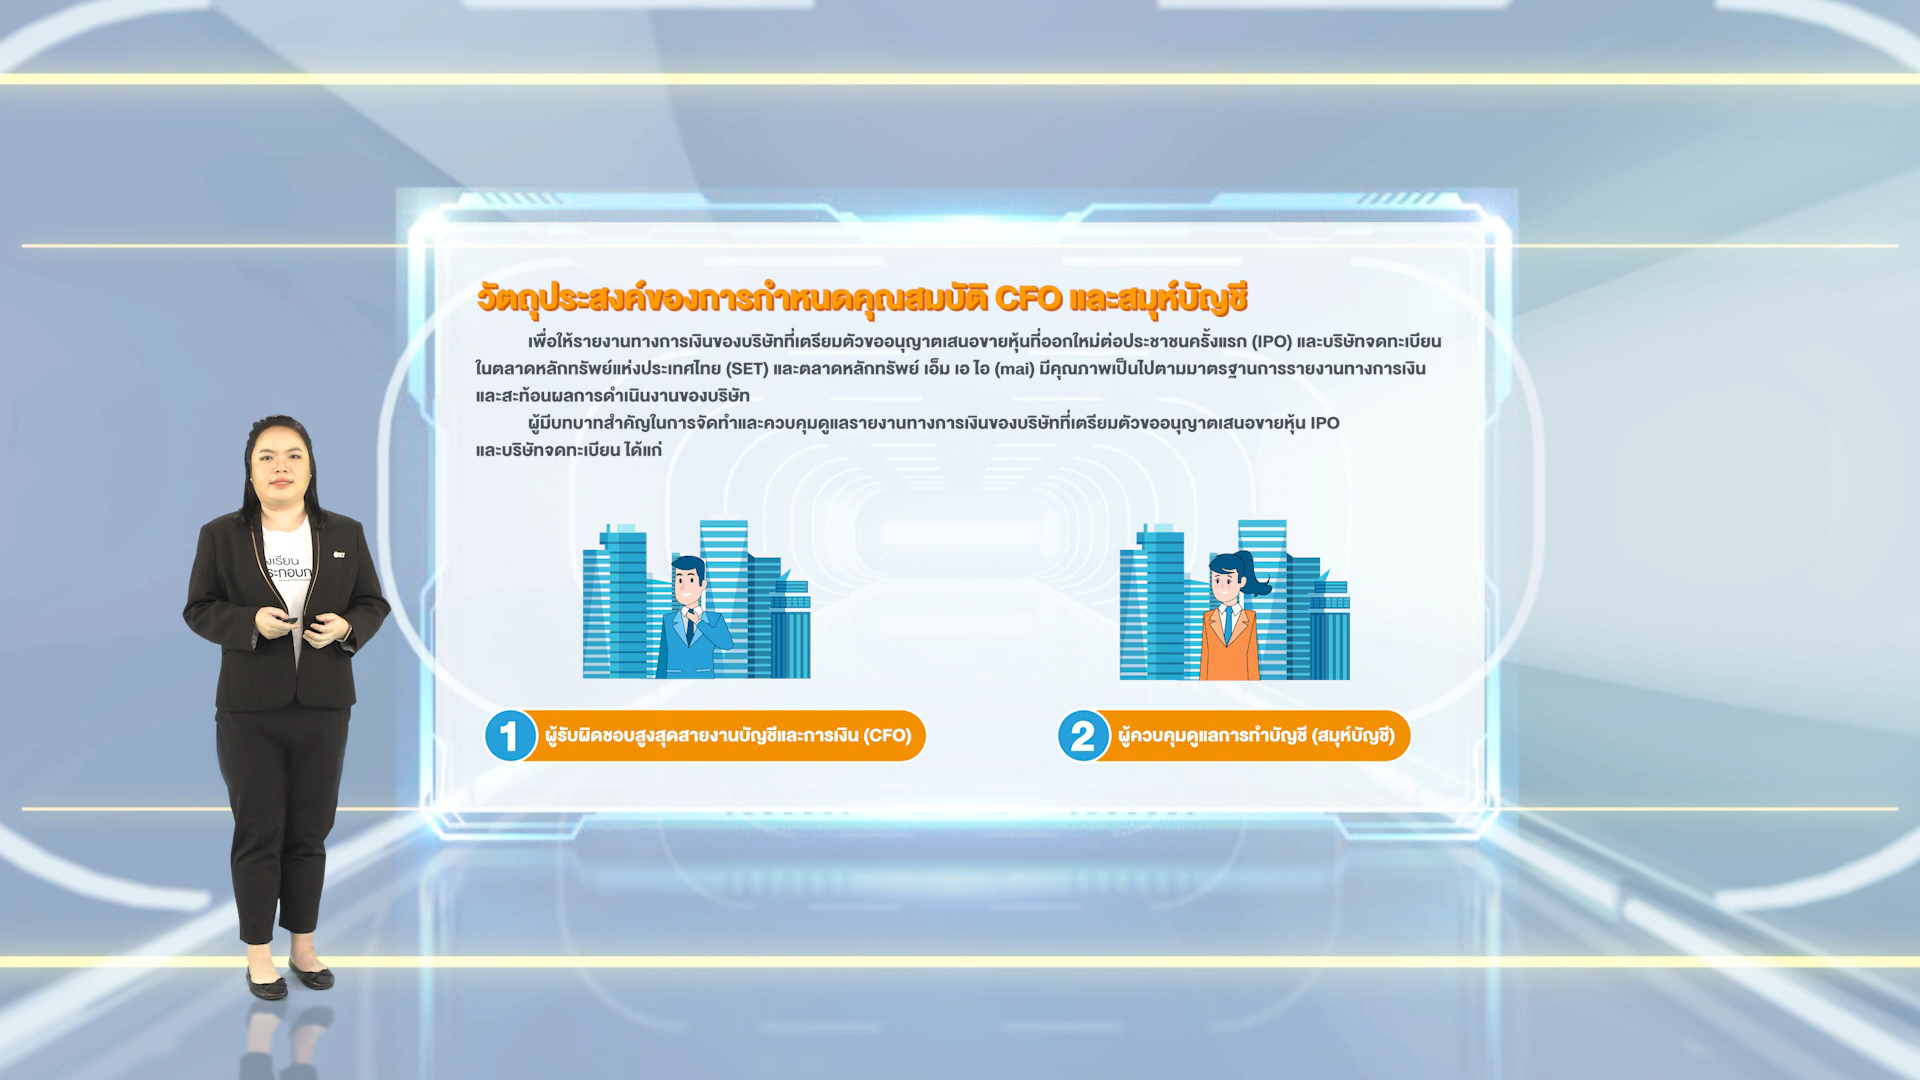 วัตถุประสงค์ของการกำหนดคุณสมบัติ CFO และสมุห์บัญชี
เพื่อให้รายงานทางการเงินของบริษัทที่เตรียมตัวขออนุญาตเสนอขายหุ้นที่ออกใหม่ต่อประชาชนครั้งแรก (IPO) และบริษัทจดทะเบียน
ในตลาดหลักทรัพย์แห่งประเทศไทย (SET) และตลาดหลักทรัพย์ เอ็ม เอ ไอ (mai) มีคุณภาพเป็นไปตามมาตรฐานการรายงานทางการเงิน
และสะท้อนผลการดำเนินงานของบริษัท
ผู้มีบทบาทสำคัญในการจัดทำและควบคุมดูแลรายงานทางการเงินของบริษัทที่เตรียมตัวขออนุญาตเสนอขายหุ้น IPO
และบริษัทจดทะเบียน ได้แก่
1 ผู้รับผิดชอบสูงสุดสายงานบัญชีและการเงิน (CFO)
2 ผู้ควบคุมดูแลการทำบัญชี (สมุห์บัญชี)